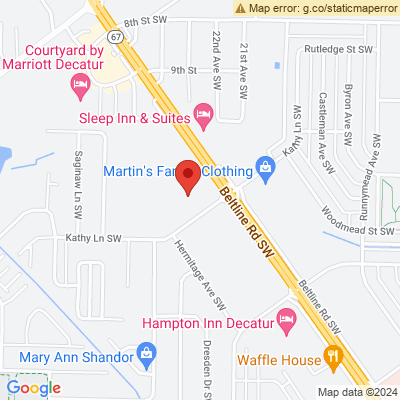 Map error: g.co/staticmaperror
8th St SW
67
Courtyard by
Marriott Decatur
9th St
22nd Ave SW
21st Ave SW
Rutledge St SW
Byron Ave SW
Castleman Ave SW
Kathy Ln SW
Runnymead Ave SW
Sleep Inn & Suites
Martin's Family Clothing
Saginaw Ln SW
Beltline Rd SW
Woodmead St SW
Kathy Ln SW
Hermitage Ave SW
Beltline Rd SW
Hampton Inn Decatur
Mary Ann Shandor
Dresden Dr SW
Waffle House
Google
Map data ©2024